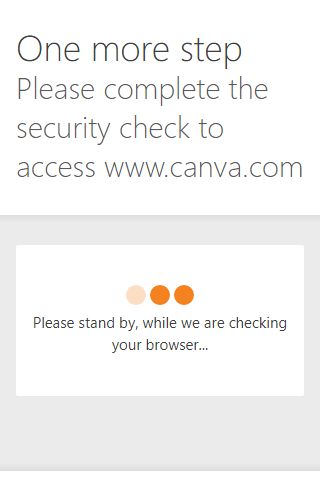 One more step
Please complete the
security check to
access www.canva.com
Please stand by, while we are checking
your browser...